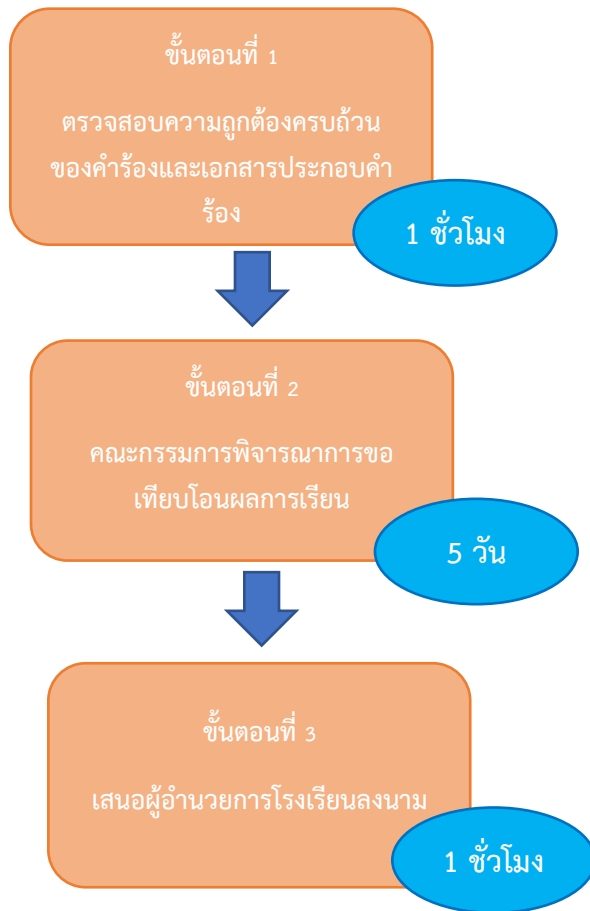 ขั้นตอนที่ 1
ตรวจสอบความถูกต้องครบถ้วน
ของคำร้องและเอกสารประกอบคำ
ร้อง
1 ชั่วโมง
ขั้นตอนที่ 2
คณะกรรมการพิจารณาการขอ
เทียบโอนผลการเรียน
5 วัน
ขั้นตอนที่ 3
เสนอผู้อำนวยการโรงเรียนลงนาม
1 ชั่วโมง